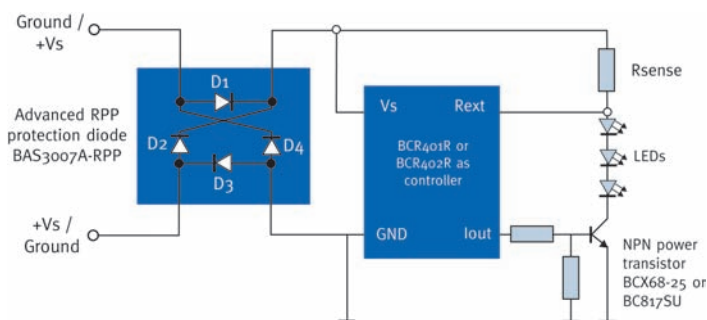 Ground /
+Vs
Advanced RPP
protection diode
BAS3007A-RPP
+Vs /
Ground
D1
D2
D4
D3
Vs
Rext
BCR401R or
BCR402R as
controller
GND
Iout
Rsense
LEDs
NPN power
transistor
BCX68-25 or
BC817SU